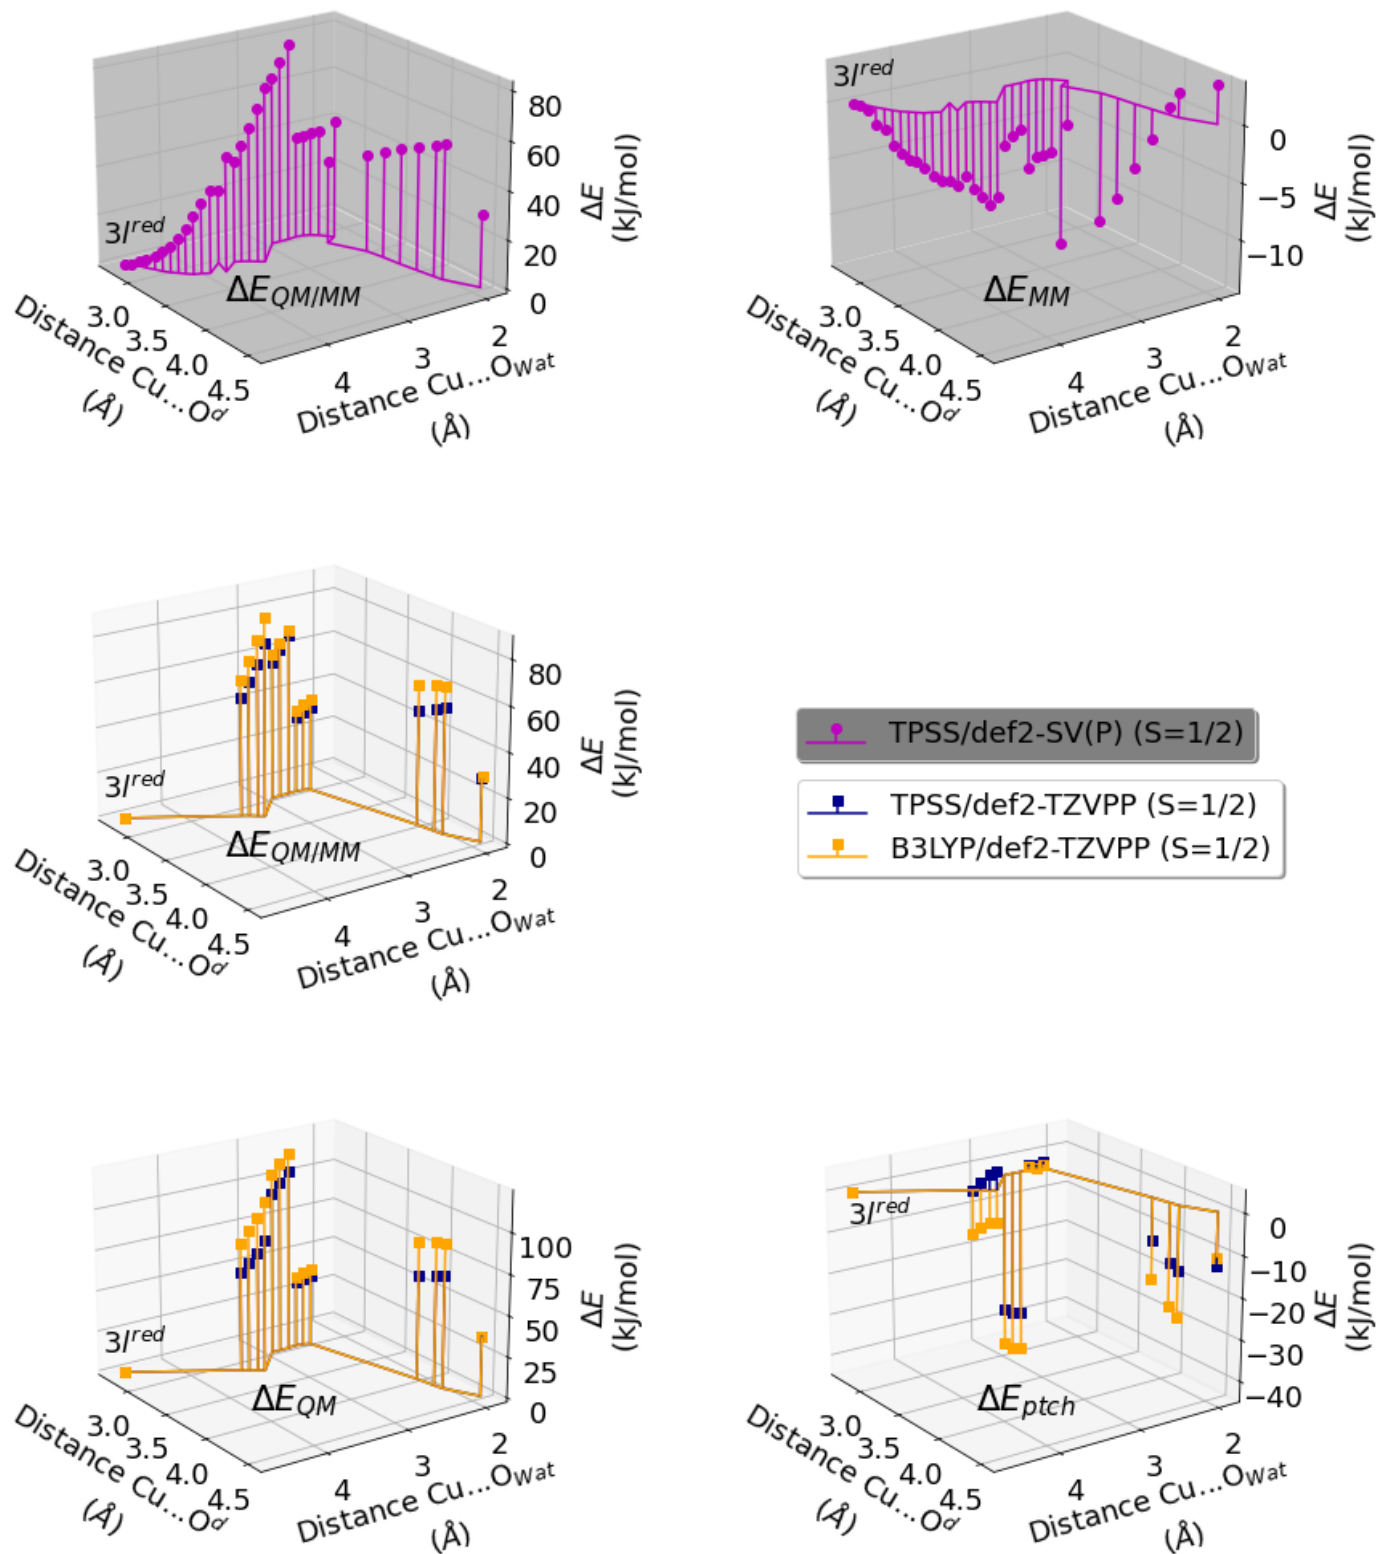 3I^red
ΔE_QM/MM
80
60
40
20
0
ΔE
(kJ/mol)
3.0
3.5
4.0
4.5
Distance Cu...O^d
(Å)
4
3
2
Distance Cu...O_Wat
(Å)
3I^red
ΔE_MM
0
−5
−10
ΔE
(kJ/mol)
3.0
3.5
4.0
4.5
Distance Cu...O^d
(Å)
4
3
2
Distance Cu...O_Wat
(Å)
3I^red
ΔE_QM/MM
80
60
40
20
0
ΔE
(kJ/mol)
3.0
3.5
4.0
4.5
Distance Cu...O^d
(Å)
4
3
2
Distance Cu...O_Wat
(Å)
TPSS/def2-SV(P) (S=1/2)
TPSS/def2-TZVPP (S=1/2)
B3LYP/def2-TZVPP (S=1/2)
3I^red
ΔE_QM
100
75
50
25
0
ΔE
(kJ/mol)
3.0
3.5
4.0
4.5
Distance Cu...O^d
(Å)
4
3
2
Distance Cu...O_Wat
(Å)
3I^red
ΔE_ptch
0
−10
−20
−30
−40
ΔE
(kJ/mol)
3.0
3.5
4.0
4.5
Distance Cu...O^d
(Å)
4
3
2
Distance Cu...O_Wat
(Å)